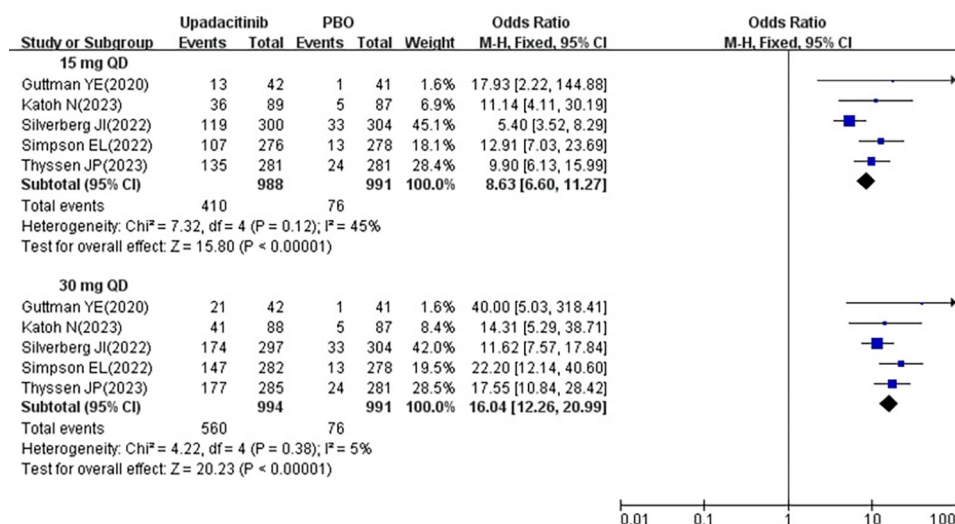 Upadacitinib PBO Odds Ratio Odds Ratio
Study or Subgroup Events Total Events Total Weight M-H, Fixed, 95% CI M-H, Fixed, 95% CI
15 mg QD
Guttman YE(2020) 13 42 1 41 1.6% 17.93 [2.22, 144.88]
Katoh N(2023) 36 89 5 87 6.9% 11.14 [4.11, 30.19]
Silverberg JI(2022) 119 300 33 304 45.1% 5.40 [3.52, 8.29]
Simpson EL(2022) 107 276 13 278 18.1% 12.91 [7.03, 23.69]
Thyssen JP(2023) 135 281 24 281 28.4% 9.90 [6.13, 15.99]
Subtotal (95% CI) 988 991 100.0% 8.63 [6.60, 11.27]
Total events 410 76
Heterogeneity: Chi² = 7.32, df = 4 (P = 0.12); I² = 45%
Test for overall effect: Z = 15.80 (P < 0.00001)
30 mg QD
Guttman YE(2020) 21 42 1 41 1.6% 40.00 [5.03, 318.41]
Katoh N(2023) 41 88 5 87 8.4% 14.31 [5.29, 38.71]
Silverberg JI(2022) 174 297 33 304 42.0% 11.62 [7.57, 17.84]
Simpson EL(2022) 147 282 13 278 19.5% 22.20 [12.14, 40.60]
Thyssen JP(2023) 177 285 24 281 28.5% 17.55 [10.84, 28.42]
Subtotal (95% CI) 994 991 100.0% 16.04 [12.26, 20.99]
Total events 560 76
Heterogeneity: Chi² = 4.22, df = 4 (P = 0.38); I² = 5%
Test for overall effect: Z = 20.23 (P < 0.00001)
0.01 0.1 1 10 100